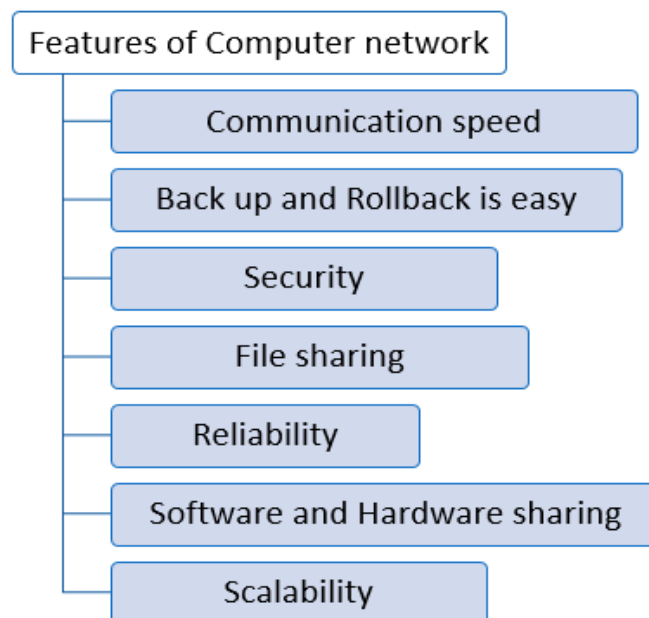 Features of Computer network
Communication speed
Back up and Rollback is easy
Security
File sharing
Reliability
Software and Hardware sharing
Scalability